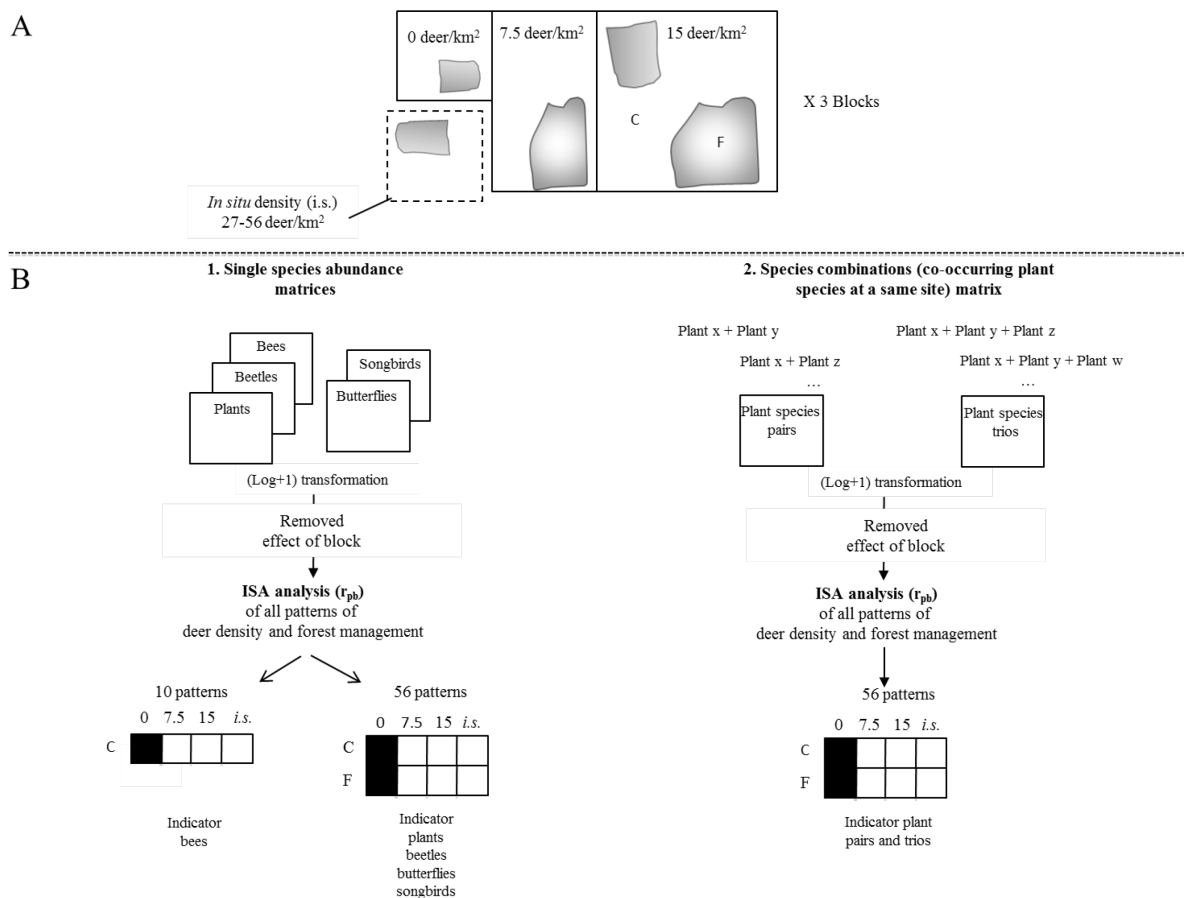 A
0 deer/km²
7.5 deer/km²
15 deer/km²
C
F
X 3 Blocks
In situ density (i.s.)
27-56 deer/km²
B
1. Single species abundance
matrices
Bees
Beetles
Plants
Songbirds
Butterflies
(Log+1) transformation
Removed
effect of block
ISA analysis (rpb)
of all patterns of
deer density and forest management
10 patterns
0 7.5 15 i.s.
C
Indicator
bees
56 patterns
0 7.5 15 i.s.
C
F
Indicator
plants
beetles
butterflies
songbirds
2. Species combinations (co-occurring plant
species at a same site) matrix
Plant x + Plant y
Plant x + Plant z
...
Plant species
pairs
Plant x + Plant y + Plant z
Plant x + Plant y + Plant w
...
Plant species
trios
(Log+1) transformation
Removed
effect of block
ISA analysis (rpb)
of all patterns of
deer density and forest management
56 patterns
0 7.5 15 i.s.
C
F
Indicator plant
pairs and trios